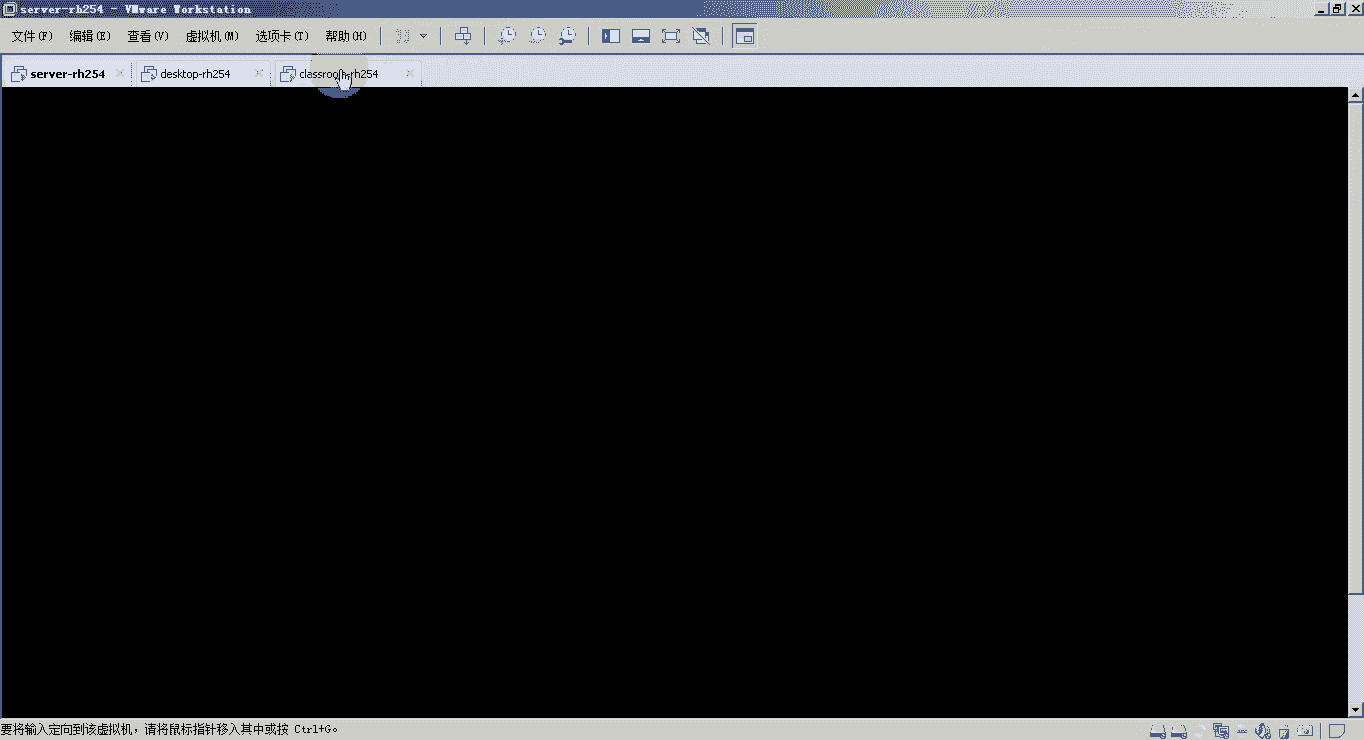 server-rh254 - VMware Workstation
文件(F) 编辑(E) 查看(V) 虚拟机(M) 选项卡(T) 帮助(H)
server-rh254 desktop-rh254 classroom-rh254
要将输入定向到该虚拟机，请将鼠标指针移入其中或按 Ctrl+G。